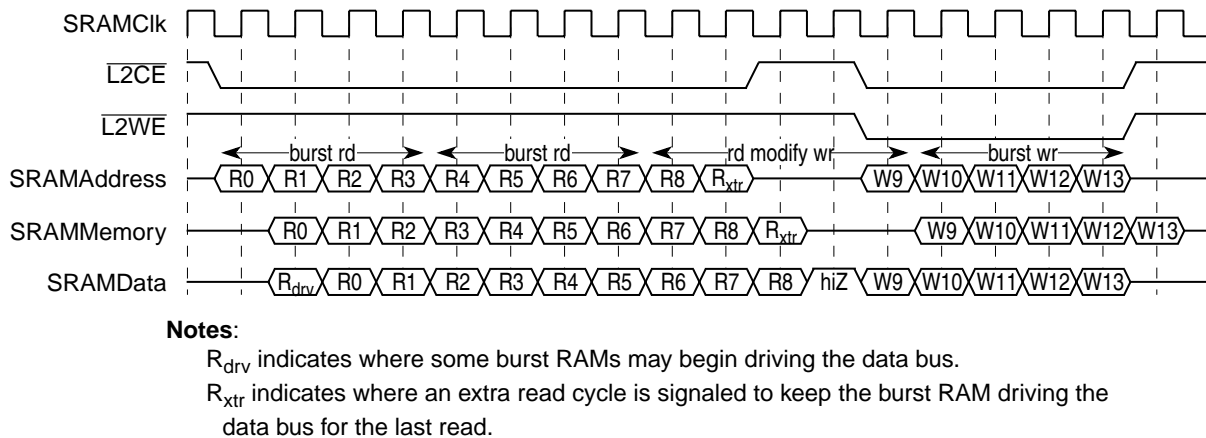 SRAMClk
L2CE
L2WE
burst rd burst rd rd modify wr burst wr
SRAMAddress R0 R1 R2 R3 R4 R5 R6 R7 R8 Rxtr W9 W10 W11 W12 W13
SRAMMemory R0 R1 R2 R3 R4 R5 R6 R7 R8 Rxtr W9 W10 W11 W12 W13
SRAMData Rdrv R0 R1 R2 R3 R4 R5 R6 R7 R8 hiZ W9 W10 W11 W12 W13
Notes:
Rdrv indicates where some burst RAMs may begin driving the data bus.
Rxtr indicates where an extra read cycle is signaled to keep the burst RAM driving the
data bus for the last read.